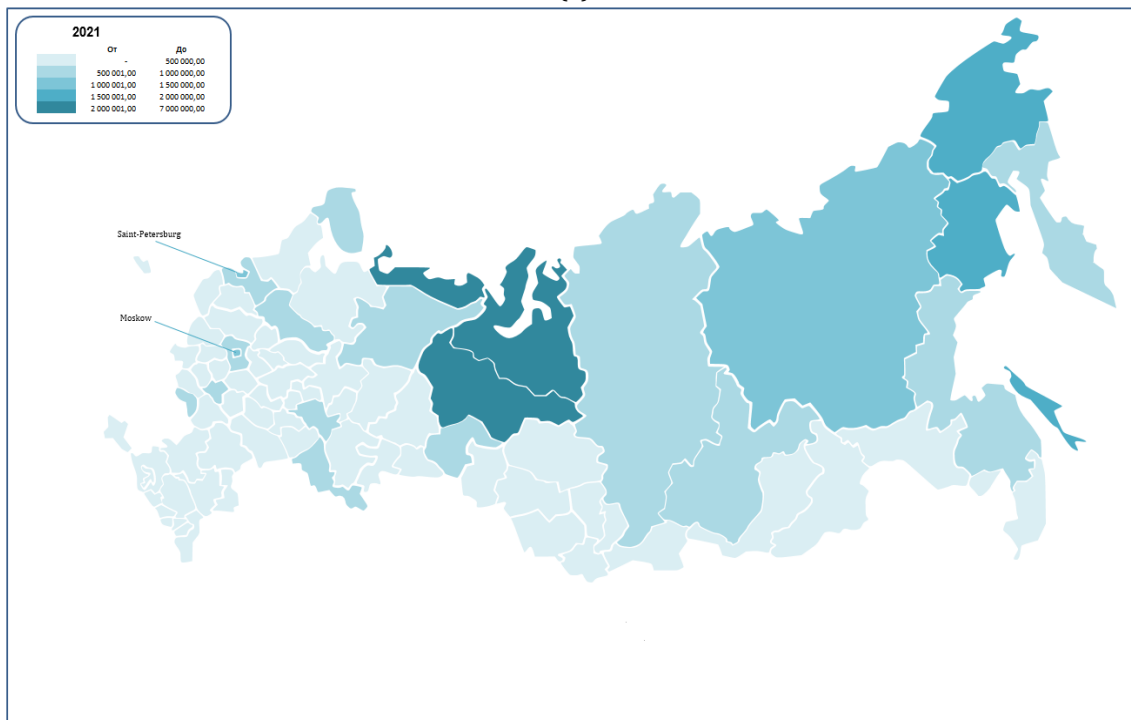 2021
От До
- 500 000,00
500 001,00 1 000 000,00
1 000 001,00 1 500 000,00
1 500 001,00 2 000 000,00
2 000 001,00 7 000 000,00
Saint-Petersburg
Moskow